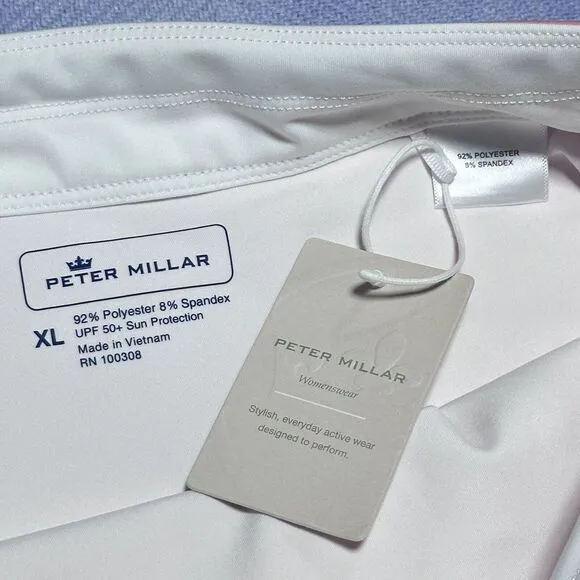 PETER MILLAR
XL
92% Polyester 8% Spandex
UPF 50+ Sun Protection
Made in Vietnam
RN 100308
92% POLYESTER
8% SPANDEX
PETER MILLAR
Womenswear
Stylish, everyday active wear
designed to perform.